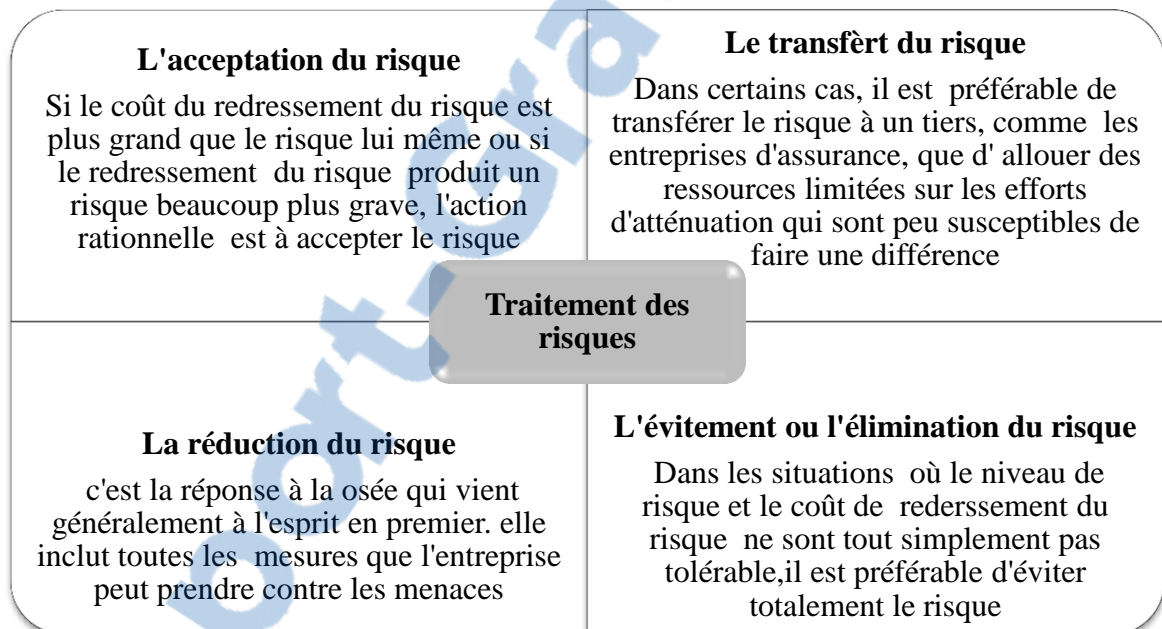 L'acceptation du risque
Si le coût du redressement du risque est
plus grand que le risque lui même ou si
le redressement du risque produit un
risque beaucoup plus grave, l'action
rationnelle est à accepter le risque
Le transfèrt du risque
Dans certains cas, il est préférable de
transférer le risque à un tiers, comme les
entreprises d'assurance, que d' allouer des
ressources limitées sur les efforts
d'atténuation qui sont peu susceptibles de
faire une différence
Traitement des
risques
La réduction du risque
c'est la réponse à la osée qui vient
généralement à l'esprit en premier. elle
inclut toutes les mesures que l'entreprise
peut prendre contre les menaces
L'évitement ou l'élimination du risque
Dans les situations où le niveau de
risque et le coût de rederssement du
risque ne sont tout simplement pas
tolérable,il est préférable d'éviter
totalement le risque
port-Gra